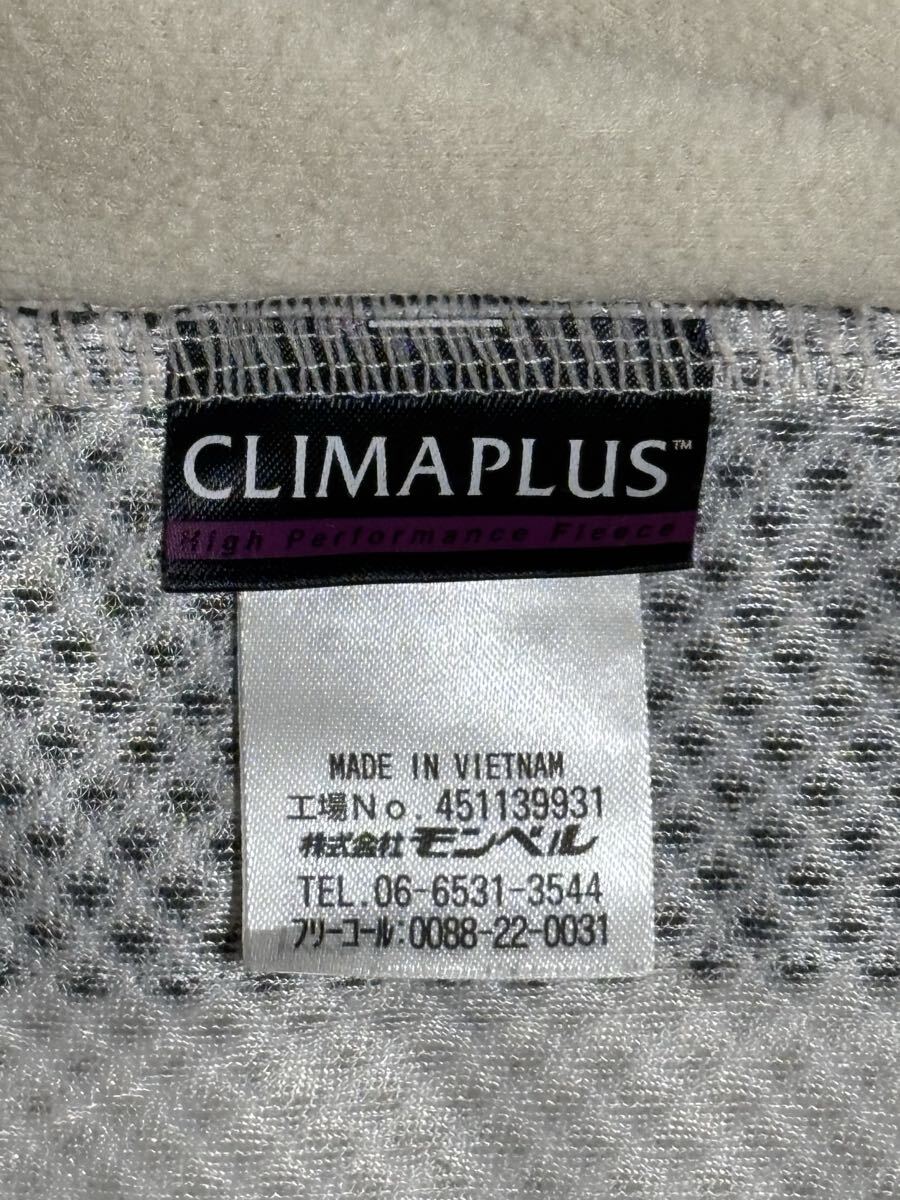 CLIMAPLUS™
High Performance Fleece
MADE IN VIETNAM
工場No. 451139931
株式会社モンベル
TEL.06-6531-3544
フリーコール:0088-22-0031